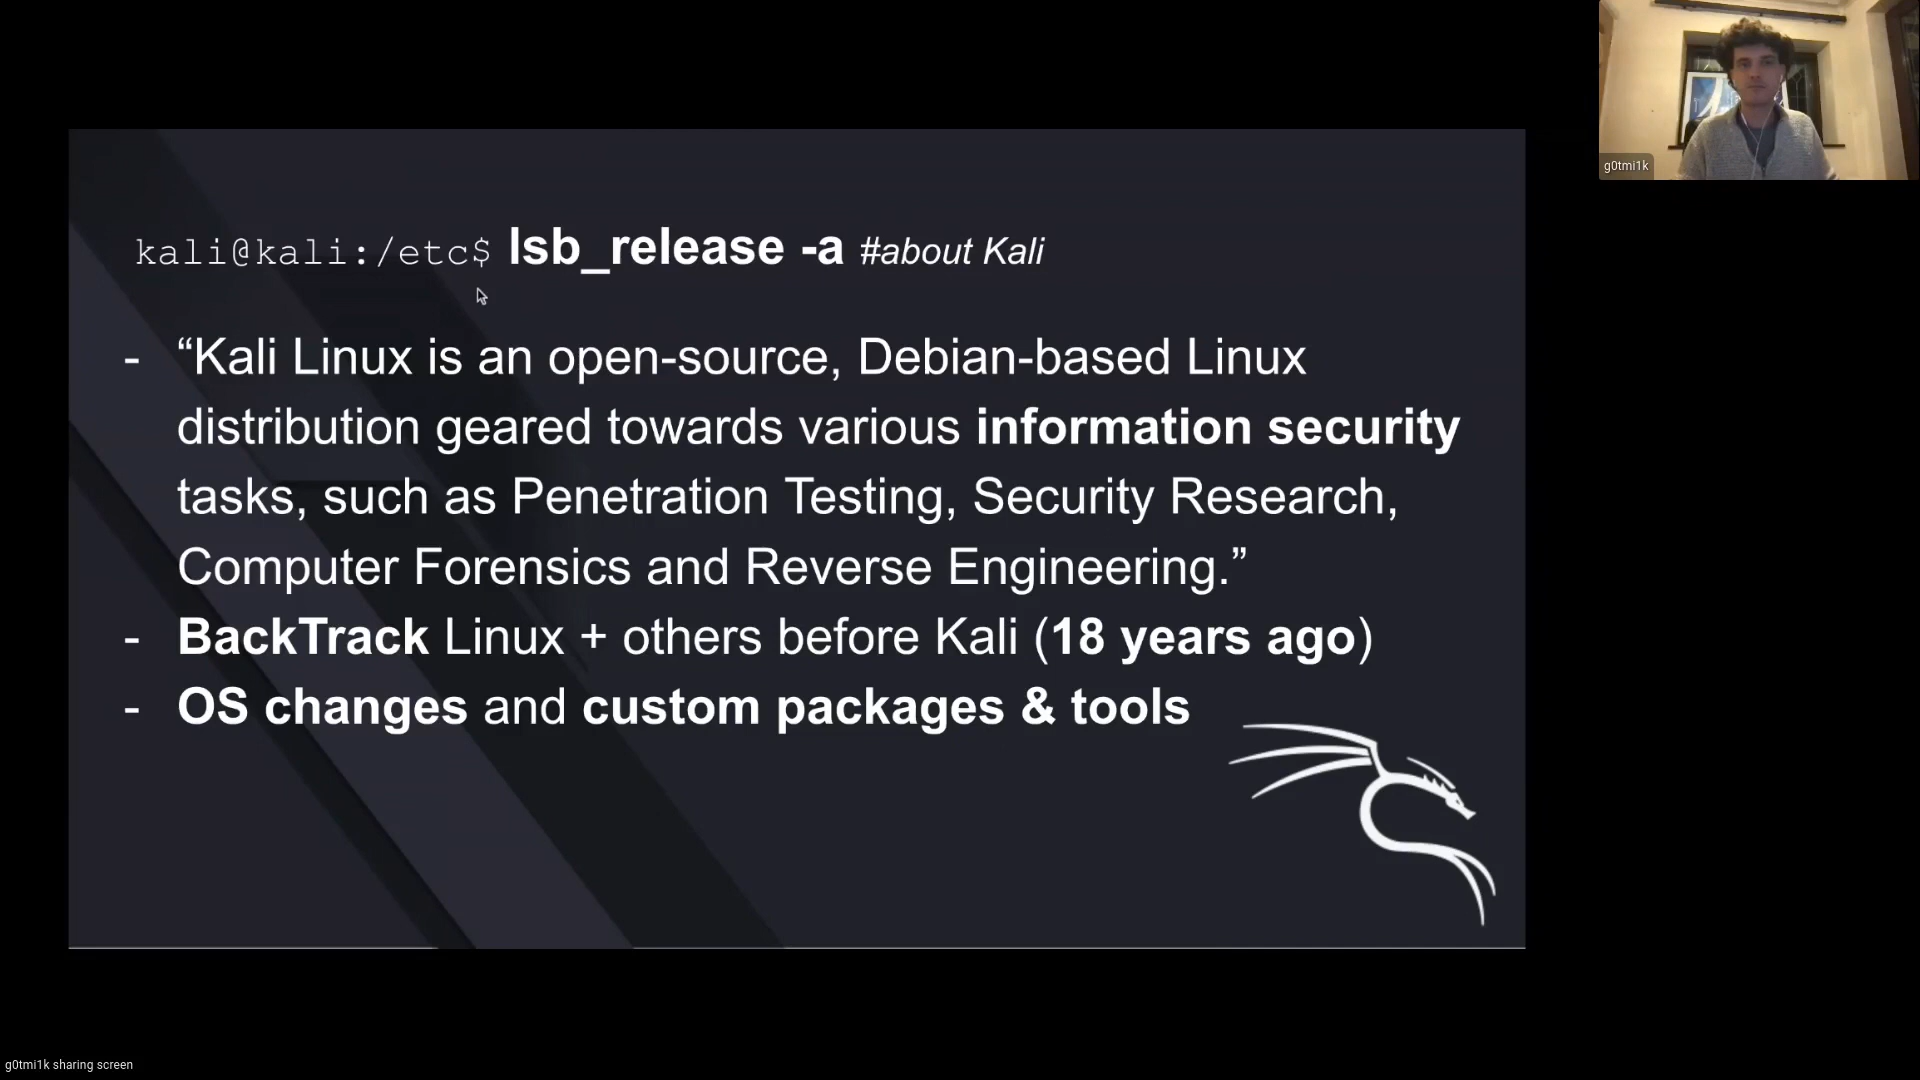 g0tmi1k
kali@kali:/etc$ lsb_release -a #about Kali
- “Kali Linux is an open-source, Debian-based Linux
distribution geared towards various information security
tasks, such as Penetration Testing, Security Research,
Computer Forensics and Reverse Engineering.”
- BackTrack Linux + others before Kali (18 years ago)
- OS changes and custom packages & tools
g0tmi1k sharing screen